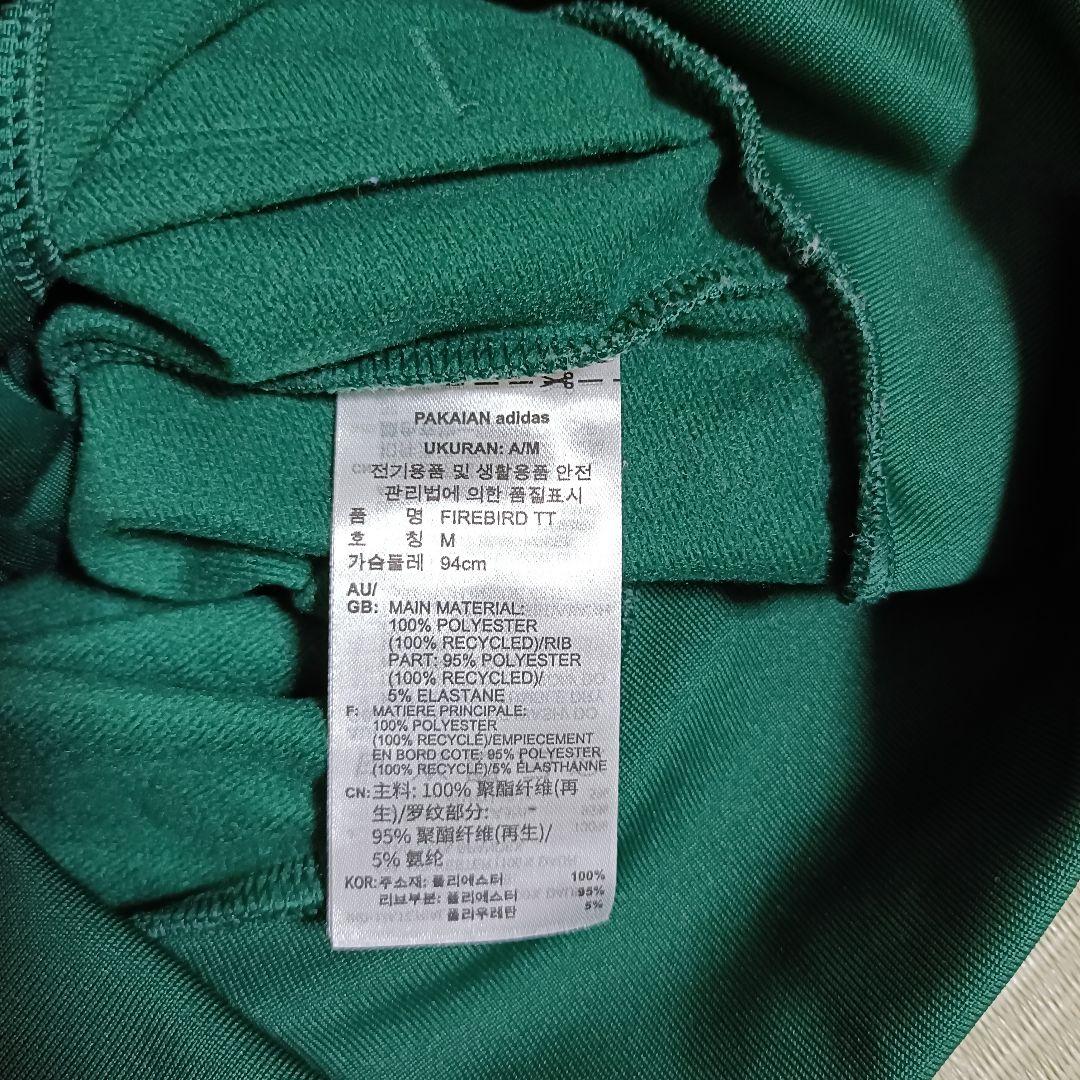 PAKAIAN adidas
UKURAN: A/M
전기용품 및 생활용품 안전
관리법에 의한 품질표시
품 명 FIREBIRD TT
호 칭 M
가슴둘레 94cm
AU/
GB: MAIN MATERIAL:
100% POLYESTER
(100% RECYCLED)/RIB
PART: 95% POLYESTER
(100% RECYCLED)/
5% ELASTANE
F: MATIERE PRINCIPALE:
100% POLYESTER
(100% RECYCLÉ)/EMPIECEMENT
EN BORD COTE: 95% POLYESTER
(100% RECYCLÉ)/5% ÉLASTHANNE
CN: 主料: 100% 聚酯纤维(再
生)/罗纹部分:
95% 聚酯纤维(再生)/
5% 氨纶
KOR: 주소재: 폴리에스터 100%
리브부분: 폴리에스터 95%
폴리우레탄 5%